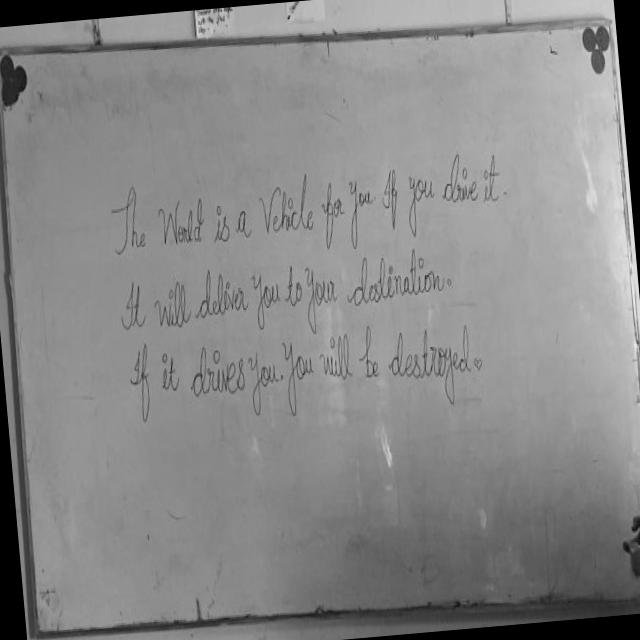 The World is a Vehicle for you If you drive it.
It will deliver you to your destination.
If it drives you. You will be destroyed.